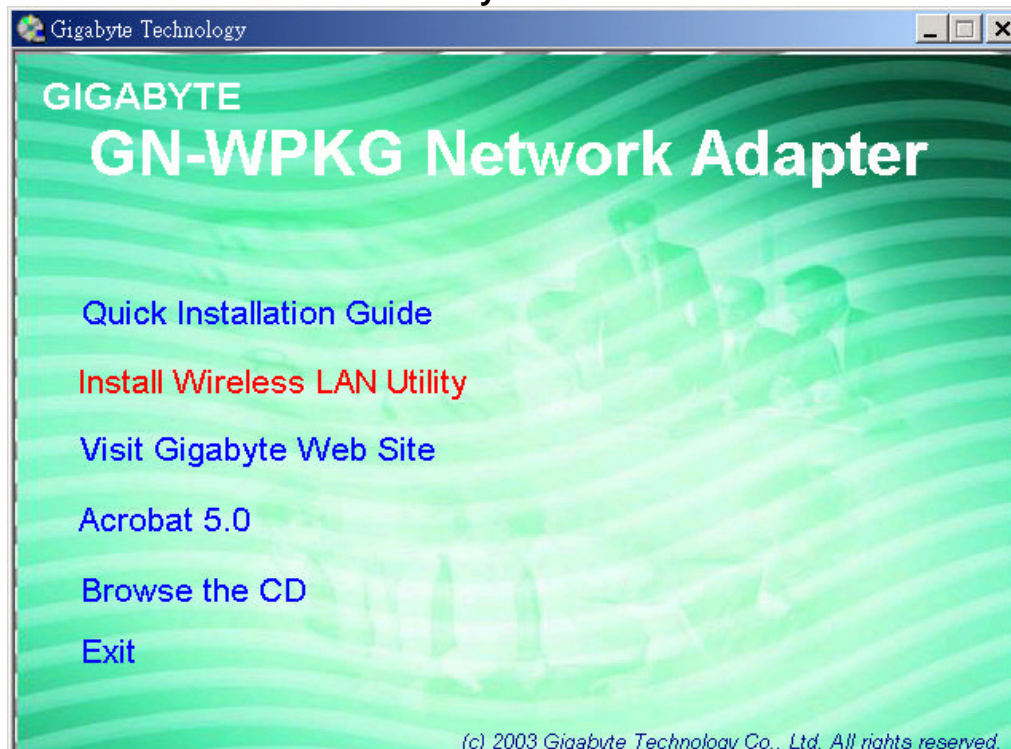 Gigabyte Technology
GIGABYTE
GN-WPKG Network Adapter
Quick Installation Guide
Install Wireless LAN Utility
Visit Gigabyte Web Site
Acrobat 5.0
Browse the CD
Exit
(c) 2003 Gigabyte Technology Co., Ltd. All rights reserved.